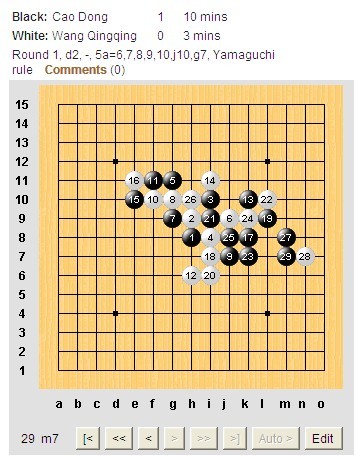 Black: Cao Dong 1 10 mins
White: Wang Qingqing 0 3 mins
Round 1, d2, -, 5a=6,7,8,9,10,j10,g7, Yamaguchi
rule Comments (0)
15
14
13
12
11 16 11 5 14
10 15 10 8 26 3 13 22
9 7 2 21 6 24 19
8 1 4 25 17 27
7 18 9 23 29 28
6 12 20
5
4
3
2
1
a b c d e f g h i j k l m n o
29 m7 [< << < > >> >] Auto > Edit